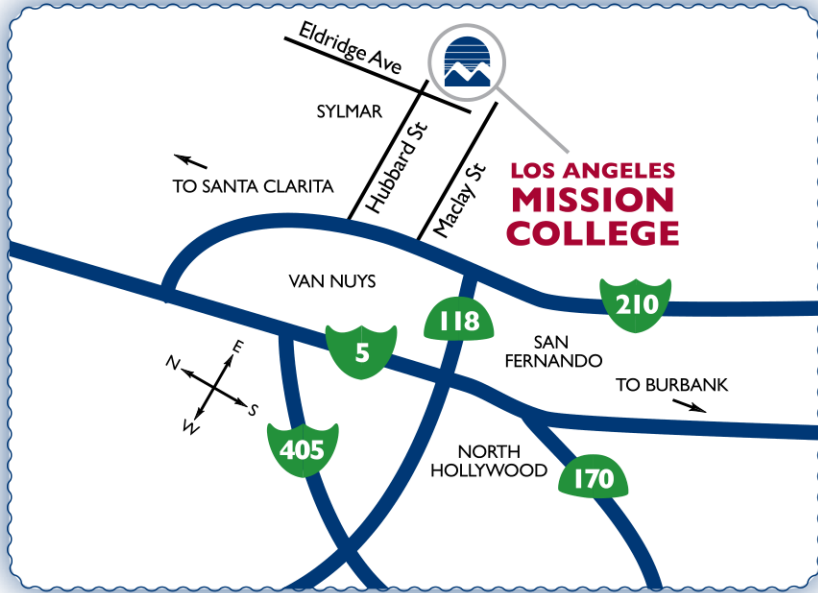 Eldridge Ave
SYLMAR
Hubbard St
Maclay St
TO SANTA CLARITA
LOS ANGELES
MISSION
COLLEGE
VAN NUYS
210
118
5
SAN
FERNANDO
TO BURBANK
N
E
S
W
405
NORTH
HOLLYWOOD
170